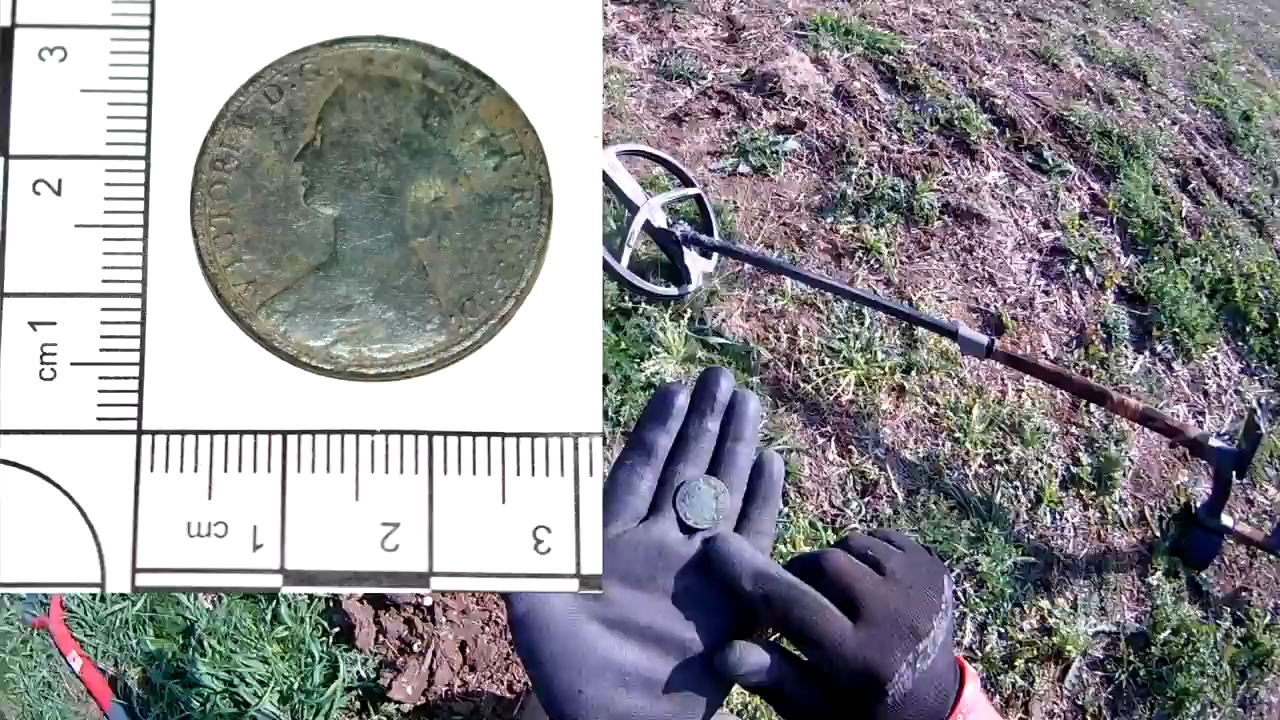 3
2
cm 1
VICTORIA D:G:
BRITT:REG:F:D:
cm 1 2 3